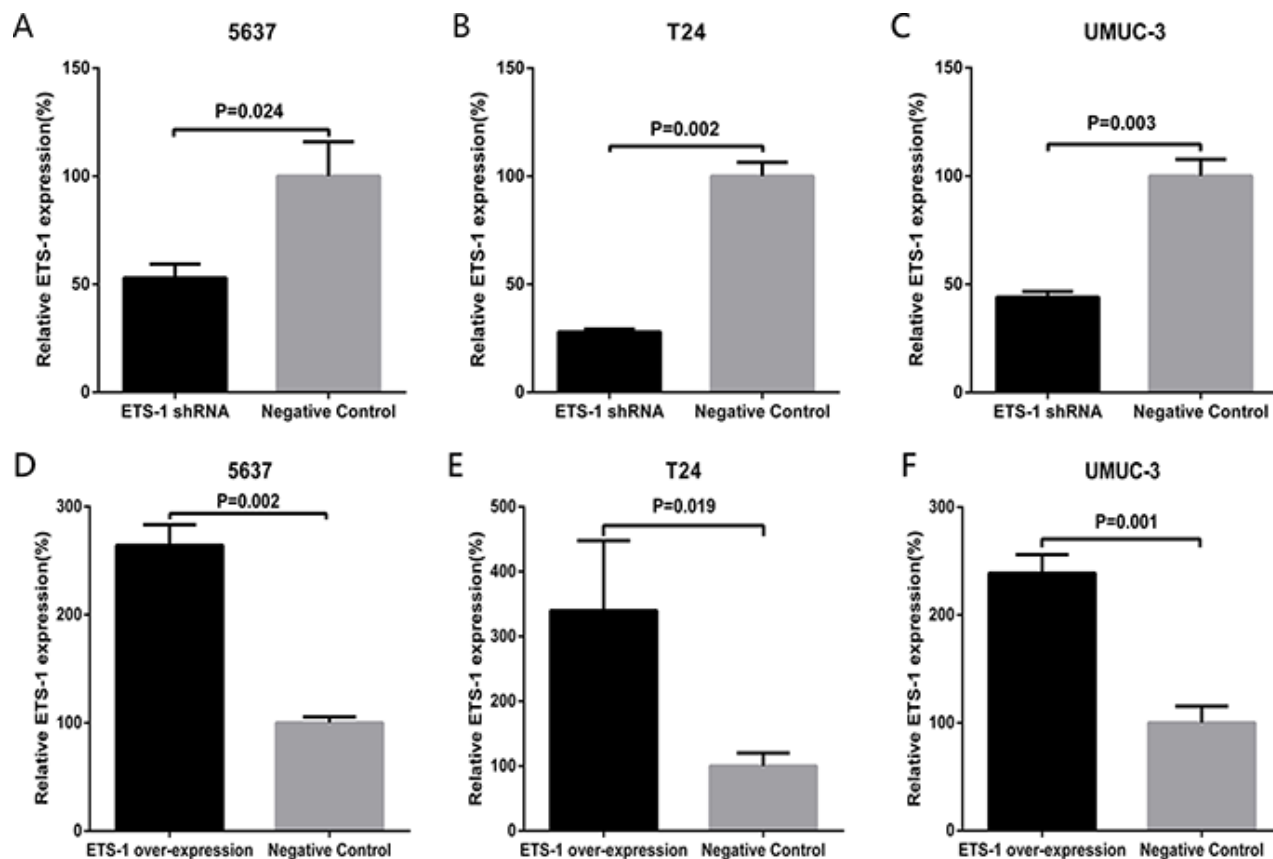 A
5637
Relative ETS-1 expression(%)
150
100
50
0
P=0.024
ETS-1 shRNA
Negative Control
B
T24
Relative ETS-1 expression(%)
150
100
50
0
P=0.002
ETS-1 shRNA
Negative Control
C
UMUC-3
Relative ETS-1 expression(%)
150
100
50
0
P=0.003
ETS-1 shRNA
Negative Control
D
5637
Relative ETS-1 expression(%)
300
200
100
0
P=0.002
ETS-1 over-expression
Negative Control
E
T24
Relative ETS-1 expression(%)
500
400
300
200
100
0
P=0.019
ETS-1 over-expression
Negative Control
F
UMUC-3
Relative ETS-1 expression(%)
300
200
100
0
P=0.001
ETS-1 over-expression
Negative Control